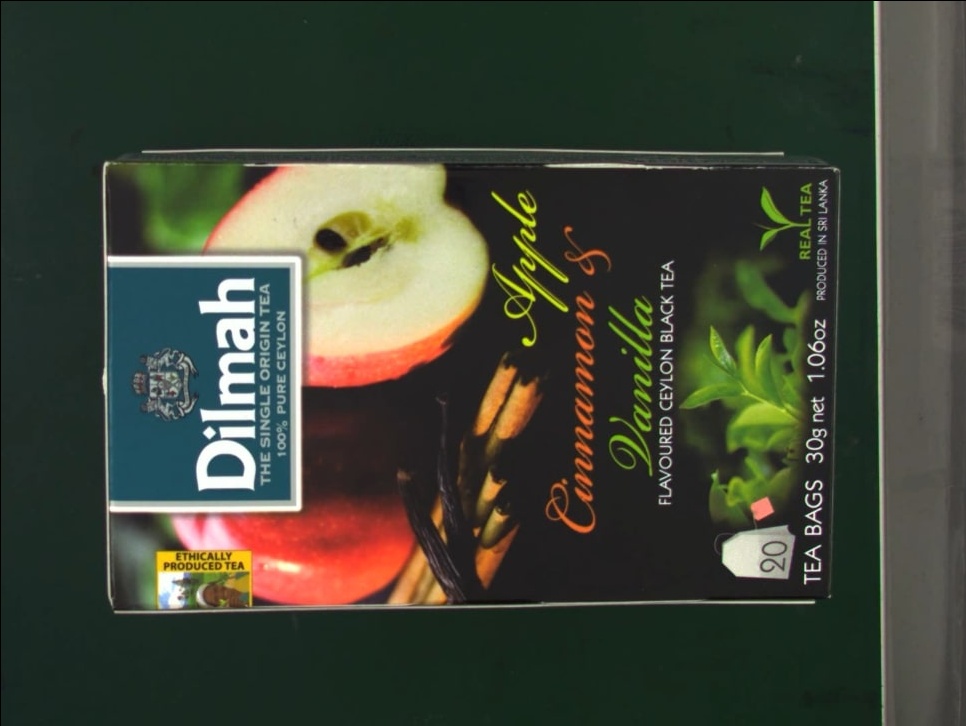 Dilmah
THE SINGLE ORIGIN TEA
100% PURE CEYLON
ETHICALLY
PRODUCED TEA
Apple
Cinnamon &
Vanilla
FLAVOURED CEYLON BLACK TEA
REAL TEA
20
TEA BAGS 30g net 1.06oz PRODUCED IN SRI LANKA